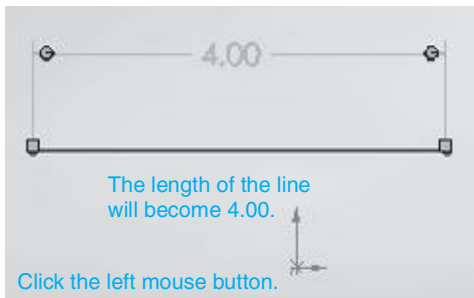 4.00
The length of the line
will become 4.00.
Click the left mouse button.